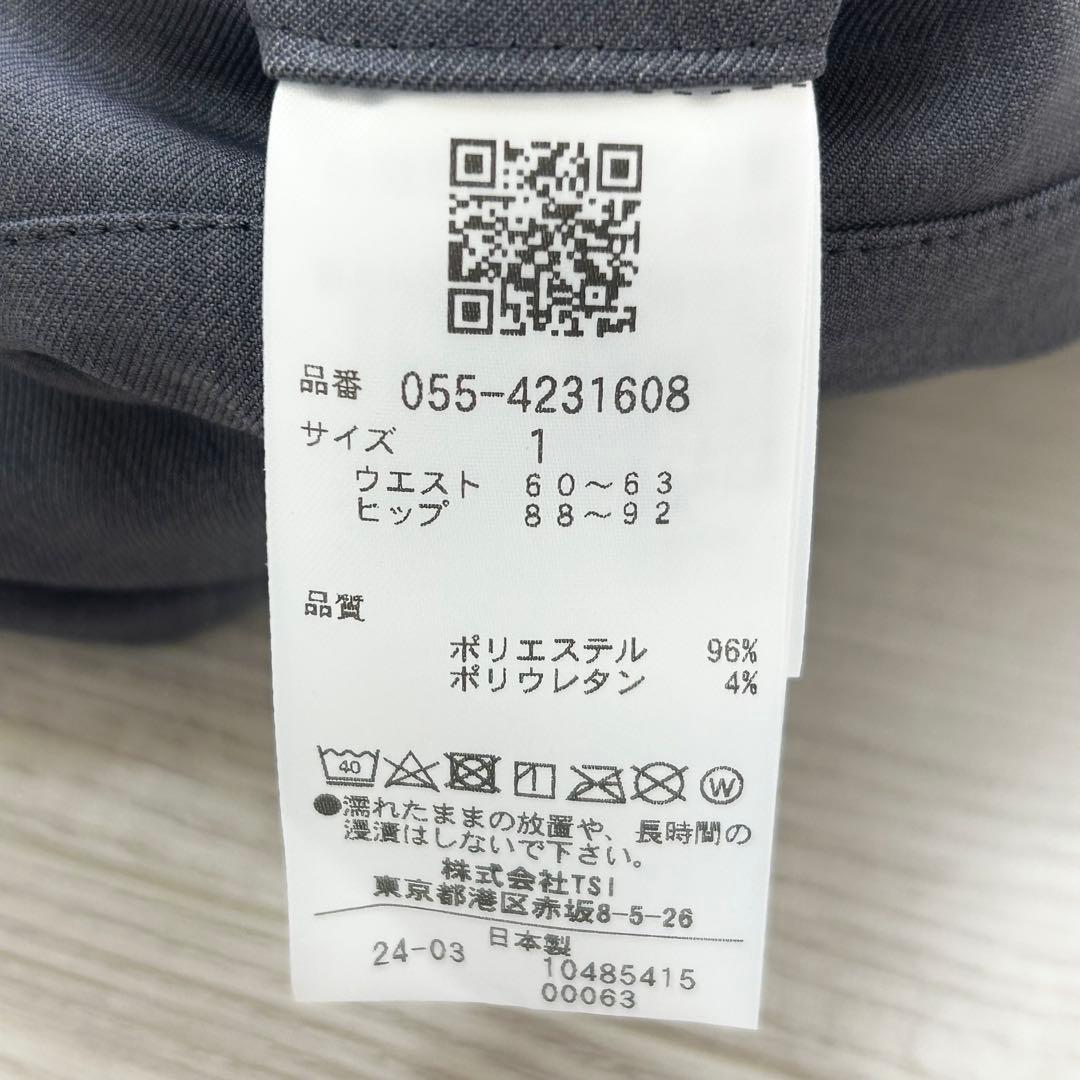 品番 055-4231608
サイズ 1
ウエスト 60~63
ヒップ 88~92
品質
ポリエステル 96%
ポリウレタン 4%
40
W
●濡れたままの放置や、長時間の
浸漬はしないで下さい。
株式会社TSI
東京都港区赤坂8-5-26
日本製
24-03 10485415
00063